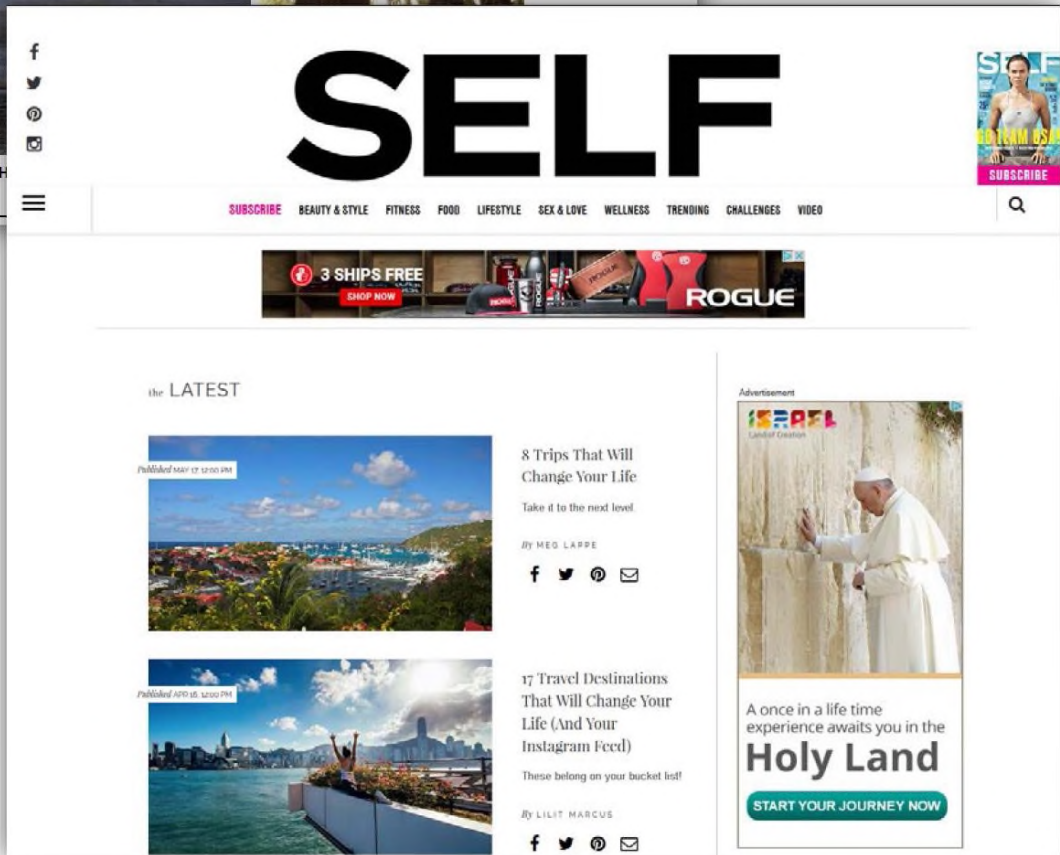 SELF
SELF
GO TEAM USA!
SUBSCRIBE
SUBSCRIBE BEAUTY & STYLE FITNESS FOOD LIFESTYLE SEX & LOVE WELLNESS TRENDING CHALLENGES VIDEO
3 SHIPS FREE
SHOP NOW
ROGUE
the LATEST
Published MAY 17, 12:00 PM
8 Trips That Will
Change Your Life
Take it to the next level
By MEG LAPPE
Published APR 16, 12:00 PM
17 Travel Destinations
That Will Change Your
Life (And Your
Instagram Feed)
These belong on your bucket list!
By LILIT MARCUS
Advertisement
ISRAEL
Land of Creation
A once in a life time
experience awaits you in the
Holy Land
START YOUR JOURNEY NOW